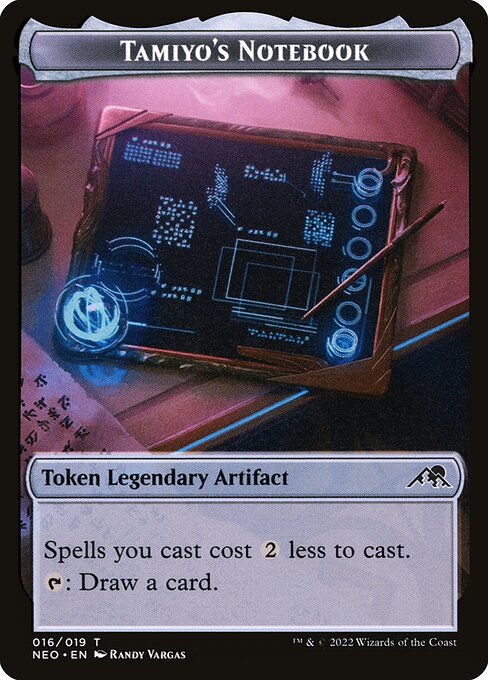 Tamiyo's Notebook
Token Legendary Artifact
Spells you cast cost 2 less to cast.
: Draw a card.
016/019 T
NEO • EN Randy Vargas
™ & © 2022 Wizards of the Coast